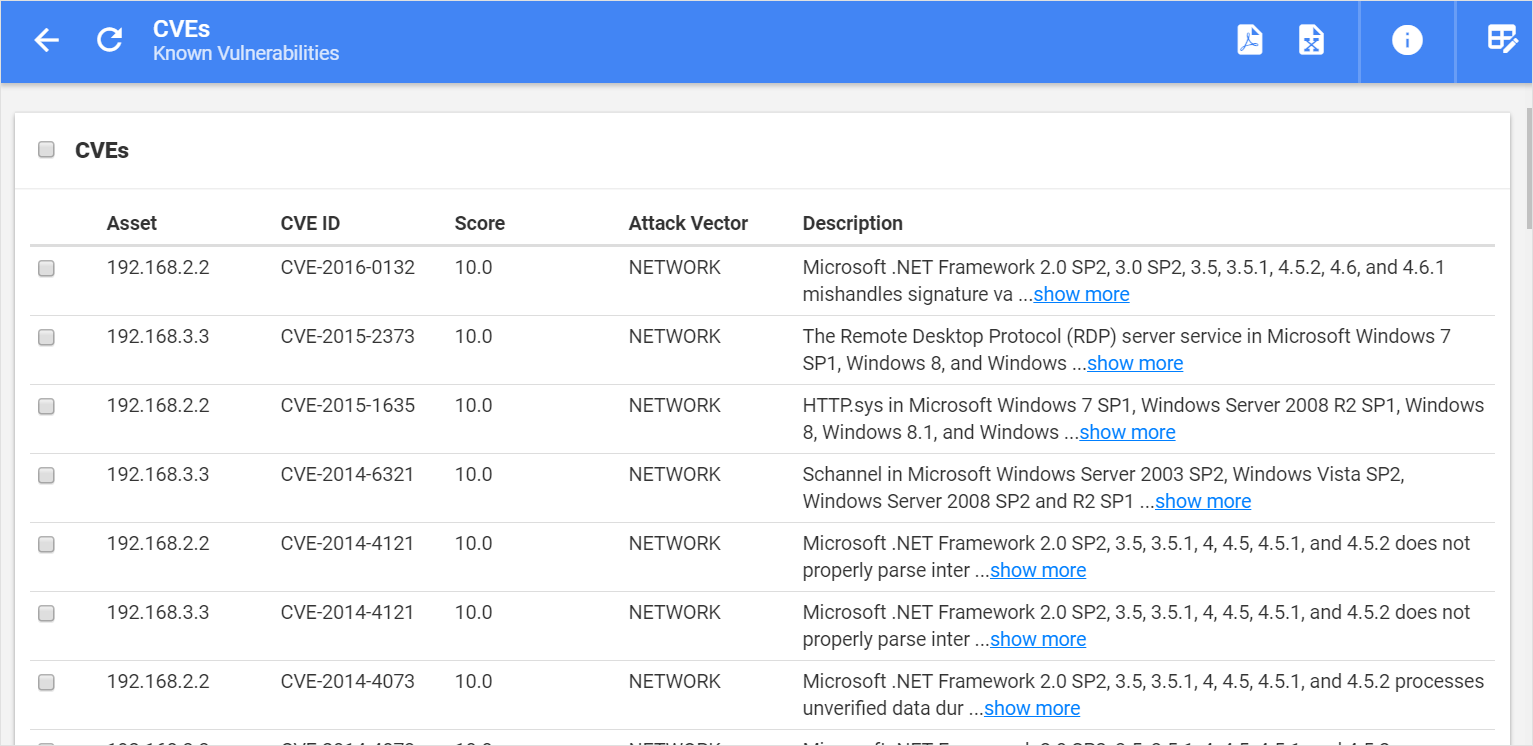 CVEs
Known Vulnerabilities
CVEs
Asset CVE ID Score Attack Vector Description
192.168.2.2 CVE-2016-0132 10.0 NETWORK Microsoft .NET Framework 2.0 SP2, 3.0 SP2, 3.5, 3.5.1, 4.5.2, 4.6, and 4.6.1
mishandles signature va ...show more
192.168.3.3 CVE-2015-2373 10.0 NETWORK The Remote Desktop Protocol (RDP) server service in Microsoft Windows 7
SP1, Windows 8, and Windows ...show more
192.168.2.2 CVE-2015-1635 10.0 NETWORK HTTP.sys in Microsoft Windows 7 SP1, Windows Server 2008 R2 SP1, Windows
8, Windows 8.1, and Windows ...show more
192.168.3.3 CVE-2014-6321 10.0 NETWORK Schannel in Microsoft Windows Server 2003 SP2, Windows Vista SP2,
Windows Server 2008 SP2 and R2 SP1 ...show more
192.168.2.2 CVE-2014-4121 10.0 NETWORK Microsoft .NET Framework 2.0 SP2, 3.5, 3.5.1, 4, 4.5, 4.5.1, and 4.5.2 does not
properly parse inter ...show more
192.168.3.3 CVE-2014-4121 10.0 NETWORK Microsoft .NET Framework 2.0 SP2, 3.5, 3.5.1, 4, 4.5, 4.5.1, and 4.5.2 does not
properly parse inter ...show more
192.168.2.2 CVE-2014-4073 10.0 NETWORK Microsoft .NET Framework 2.0 SP2, 3.5, 3.5.1, 4, 4.5, 4.5.1, and 4.5.2 processes
unverified data dur ...show more